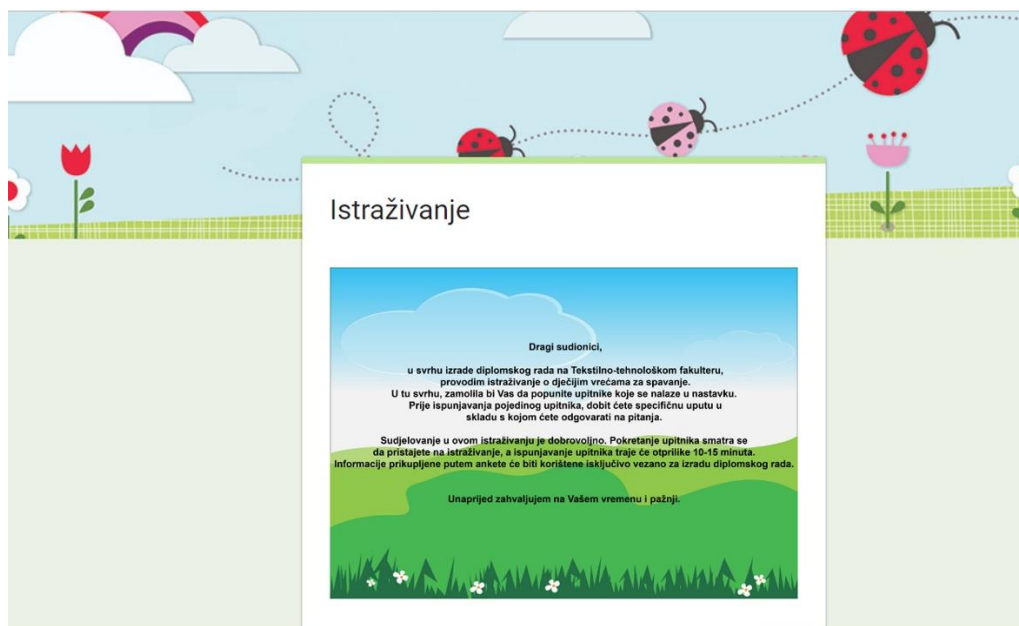 Istraživanje
Dragi sudionici,
u svrhu izrade diplomskog rada na Tekstilno-tehnološkom fakulteru,
provodim istraživanje o dječijim vrećama za spavanje.
U tu svrhu, zamolila bi Vas da popunite upitnike koje se nalaze u nastavku.
Prije ispunjavanja pojedinog upitnika, dobit ćete specifičnu uputu u
skladu s kojom ćete odgovarati na pitanja.
Sudjelovanje u ovom istraživanju je dobrovoljno. Pokretanje upitnika smatra se
da pristajete na istraživanje, a ispunjavanje upitnika traje će otprilike 10-15 minuta.
Informacije prikupljene putem ankete će biti korištene isključivo vezano za izradu diplomskog rada.
Unaprijed zahvaljujem na Vašem vremenu i pažnji.